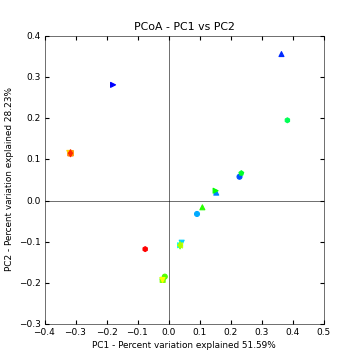 PCoA - PC1 vs PC2
PC2 - Percent variation explained 28.23%
0.4
0.3
0.2
0.1
0.0
−0.1
−0.2
−0.3
−0.4 −0.3 −0.2 −0.1 0.0 0.1 0.2 0.3 0.4 0.5
PC1 - Percent variation explained 51.59%